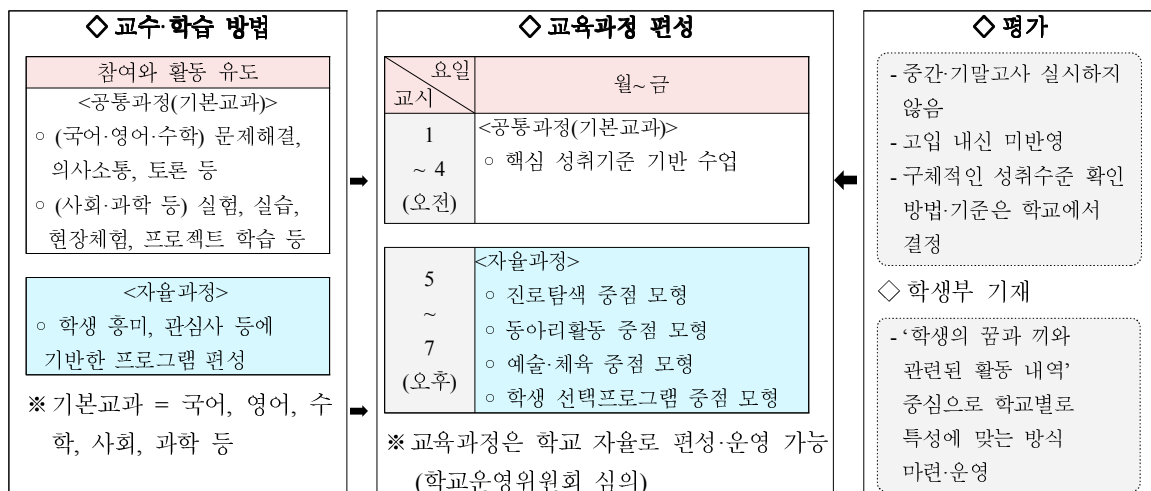 ◇ 교수·학습 방법
참여와 활동 유도
<공통과정(기본교과)>
○ (국어·영어·수학) 문제해결,
의사소통, 토론 등
○ (사회·과학 등) 실험, 실습,
현장체험, 프로젝트 학습 등
<자율과정>
○ 학생 흥미, 관심사 등에
기반한 프로그램 편성
※ 기본교과 = 국어, 영어, 수
학, 사회, 과학 등
◇ 교육과정 편성
요일
교시
월~금
1
~ 4
(오전)
<공통과정(기본교과)>
○ 핵심 성취기준 기반 수업
5
~
7
(오후)
<자율과정>
○ 진로탐색 중점 모형
○ 동아리활동 중점 모형
○ 예술·체육 중점 모형
○ 학생 선택프로그램 중점 모형
※ 교육과정은 학교 자율로 편성·운영 가능
(학교운영위원회 심의)
◇ 평가
- 중간·기말고사 실시하지
않음
- 고입 내신 미반영
- 구체적인 성취수준 확인
방법·기준은 학교에서
결정
◇ 학생부 기재
- ‘학생의 꿈과 끼와
관련된 활동 내역’
중심으로 학교별로
특성에 맞는 방식
마련·운영